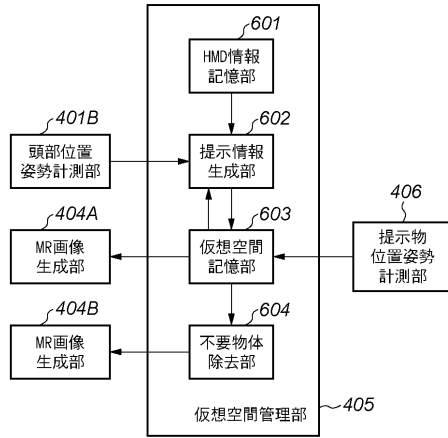 601
HMD情報
記憶部
401B
602
頭部位置
姿勢計測部
提示情報
生成部
406
404A
603
MR画像
生成部
仮想空間
記憶部
提示物
位置姿勢
計測部
404B
604
MR画像
生成部
不要物体
除去部
仮想空間管理部
405